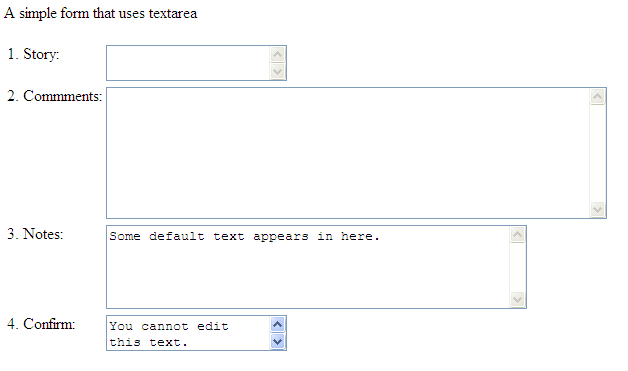 A simple form that uses textarea
1. Story:
2. Commments:
3. Notes:
Some default text appears in here.
4. Confirm:
You cannot edit
this text.